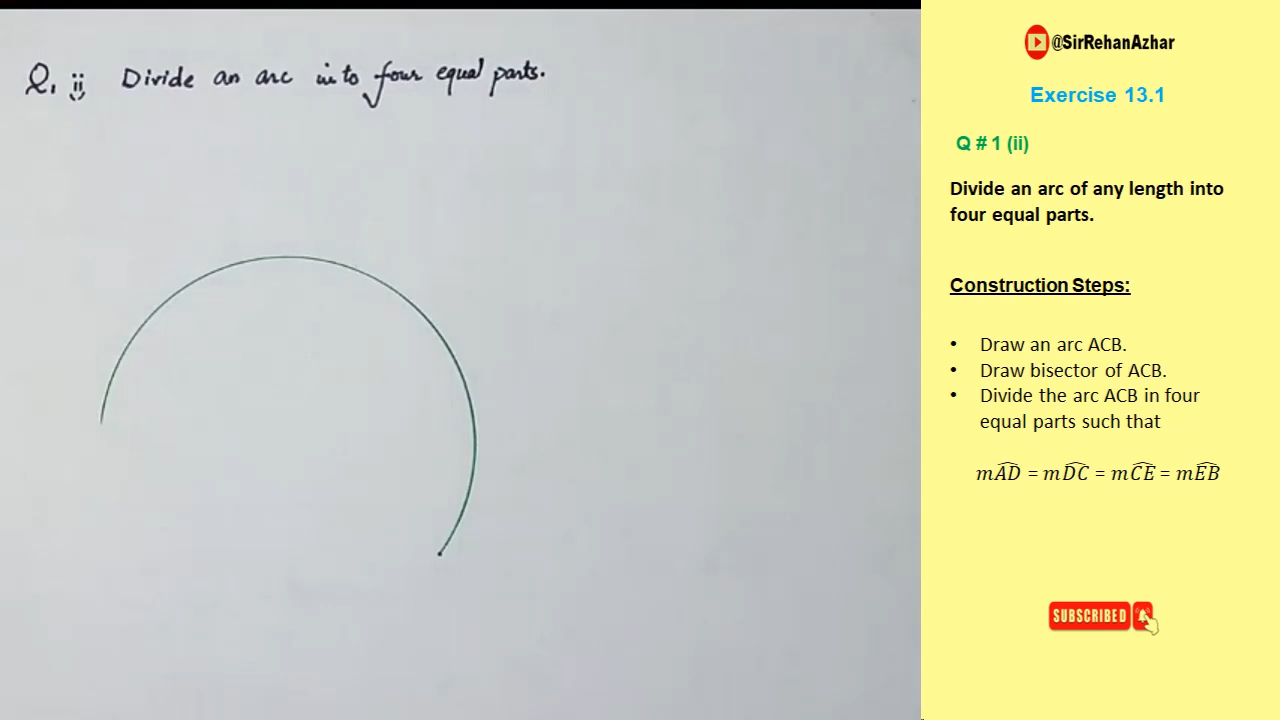 Q. ii Divide an arc into four equal parts.
@SirRehanAzhar
Exercise 13.1
Q # 1 (ii)
Divide an arc of any length into
four equal parts.
Construction Steps:
• Draw an arc ACB.
• Draw bisector of ACB.
• Divide the arc ACB in four
equal parts such that
mAD͡ = mDC͡ = mCE͡ = mEB͡
SUBSCRIBED